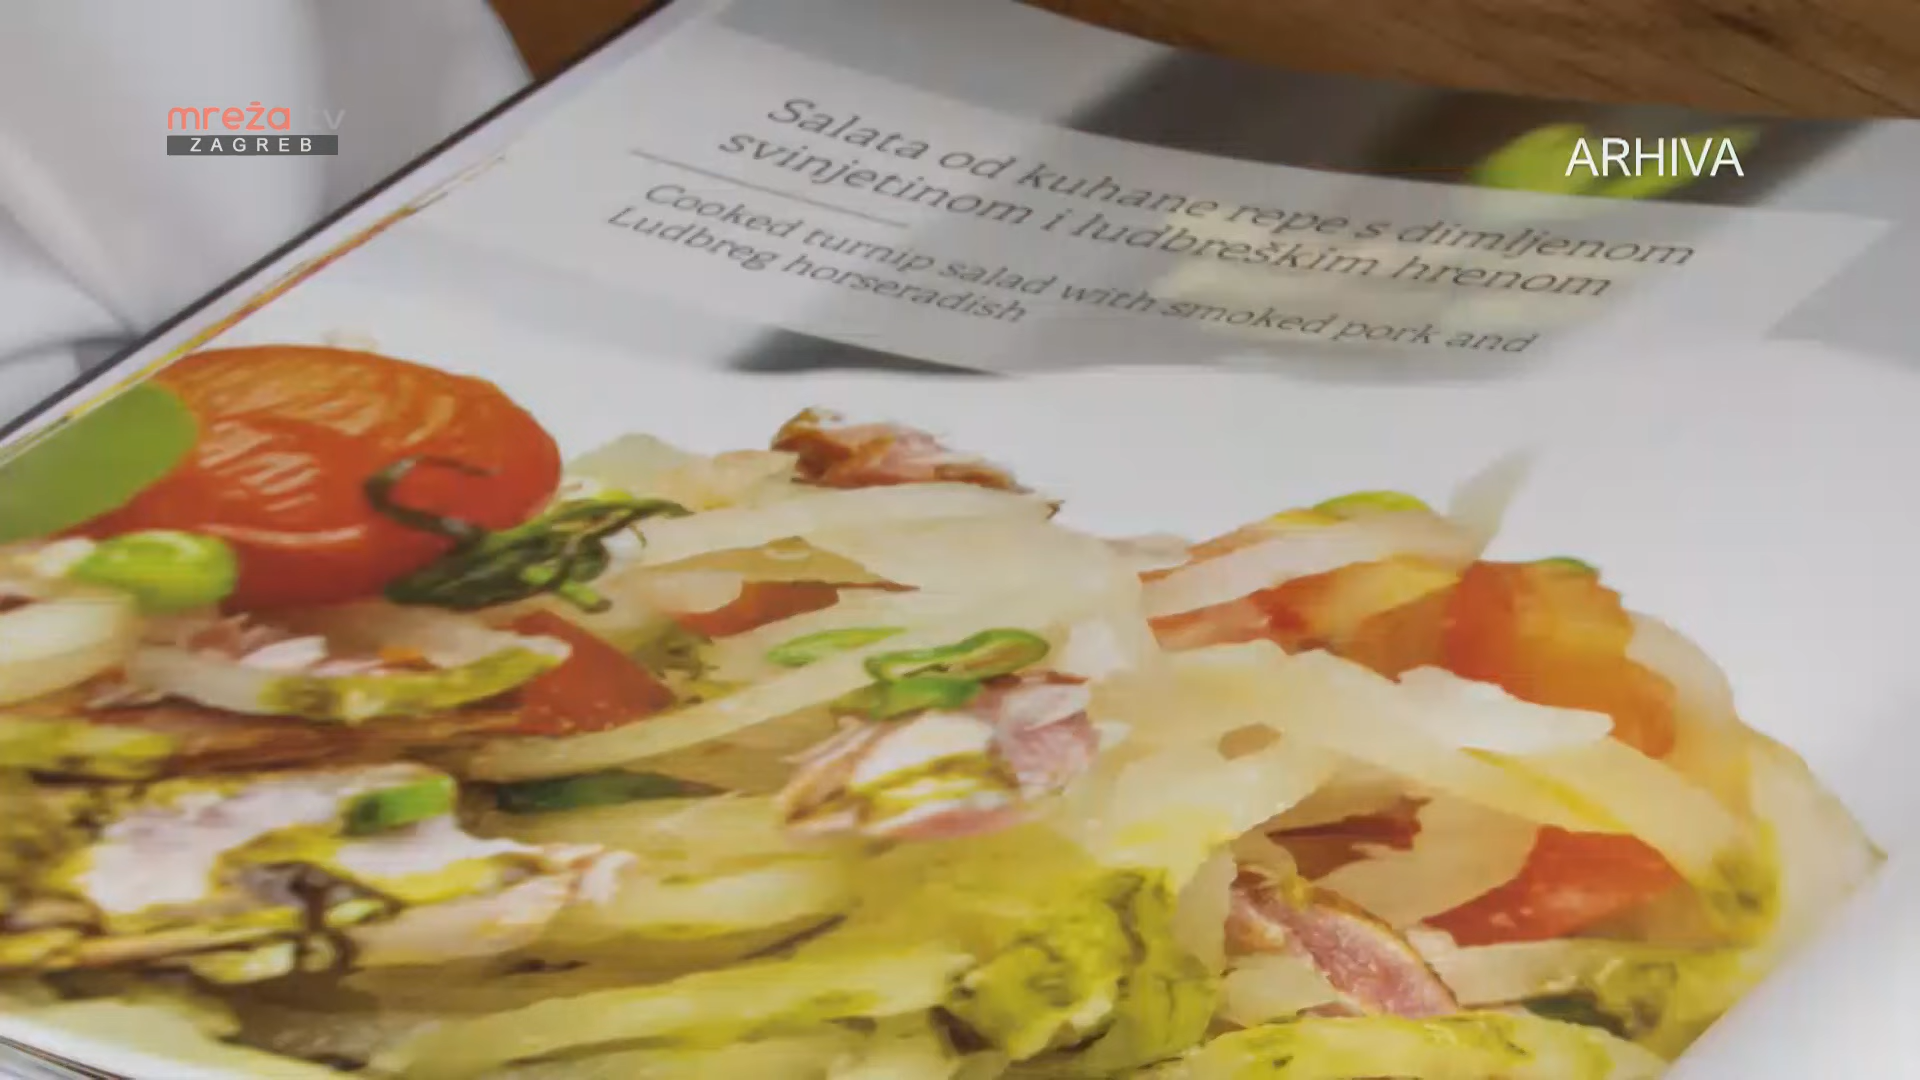 mreža tv
ZAGREB
ARHIVA
Salata od kuhane repe s dimljenom
svinjetinom i ludbreškim hrenom
Cooked turnip salad with smoked pork and
Ludbreg horseradish